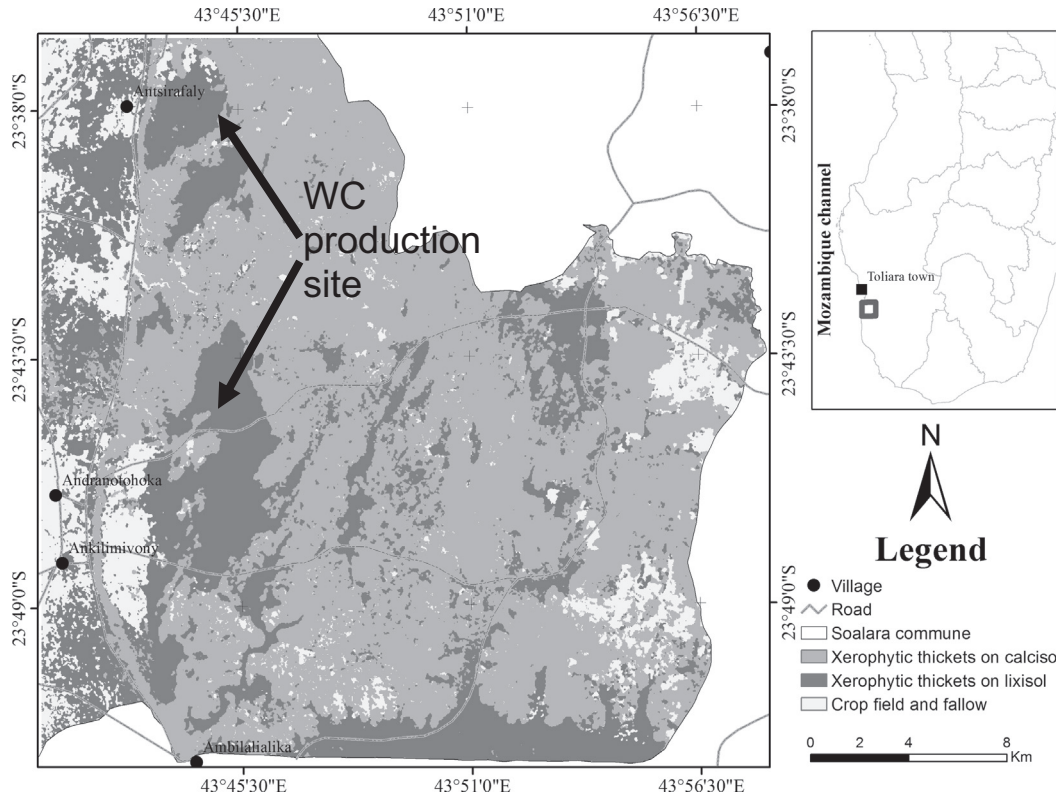 43°45'30"E 43°51'0"E 43°56'30"E
23°38'0"S
23°43'30"S
23°49'0"S
Antsirafaly
WC
production
site
Andranotohoka
Ankilimivony
Ambilalialika
23°38'0"S
23°43'30"S
23°49'0"S
43°45'30"E 43°51'0"E 43°56'30"E
Mozambique channel
Toliara town
N
Legend
Village
Road
Soalara commune
Xerophytic thickets on calciso
Xerophytic thickets on lixisol
Crop field and fallow
0 2 4 8
Km